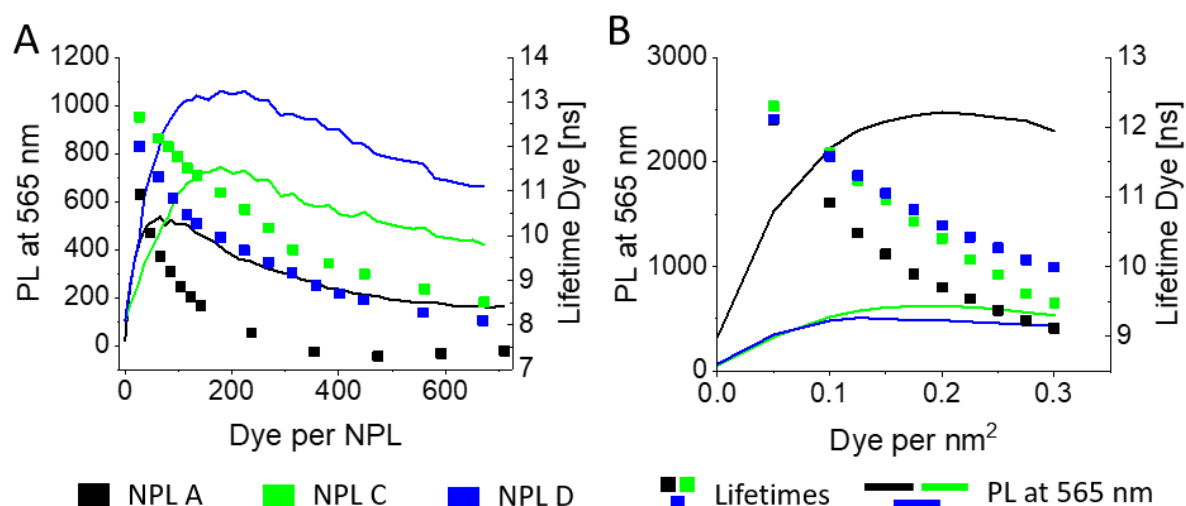 A
PL at 565 nm
1200
1000
800
600
400
200
0
0 200 400 600
Dye per NPL
14
13
12
11
10
9
8
7
Lifetime Dye [ns]
B
PL at 565 nm
3000
2000
1000
0
0.0 0.1 0.2 0.3
Dye per nm²
13
12
11
10
9
Lifetime Dye [ns]
NPL A NPL C NPL D Lifetimes PL at 565 nm